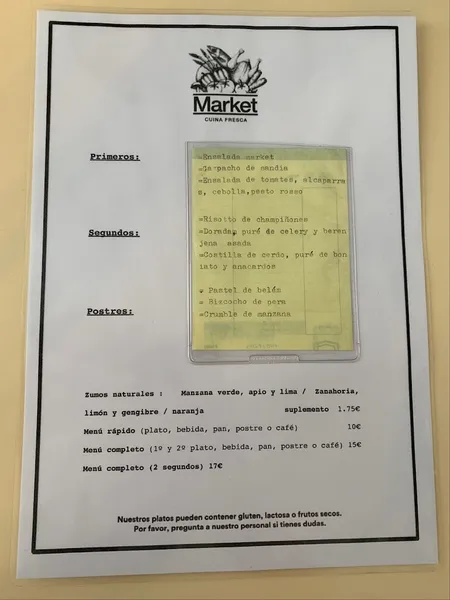 Market
CUINA FRESCA
Primeros:
=Ensalada market
=Gazpacho de sandia
=Ensalada de tomates, alcaparra
s, cebolla,pesto rosso
Segundos:
=Risotto de champiñones
=Dorada, puré de celery y beren
jena asada
=Costilla de cerdo, puré de bon
iato y anacardos
Postres:
= Pastel de belén
= Biscocho de pera
=Crumble de manzana
Zumos naturales : Manzana verde, apio y lima / Zanahoria,
limón y gengibre / naranja suplemento 1.75€
Menú rápido (plato, bebida, pan, postre o café) 10€
Menú completo (1º y 2º plato, bebida, pan, postre o café) 15€
Menú completo (2 segundos) 17€
Nuestros platos pueden contener gluten, lactosa o frutos secos.
Por favor, pregunta a nuestro personal si tienes dudas.